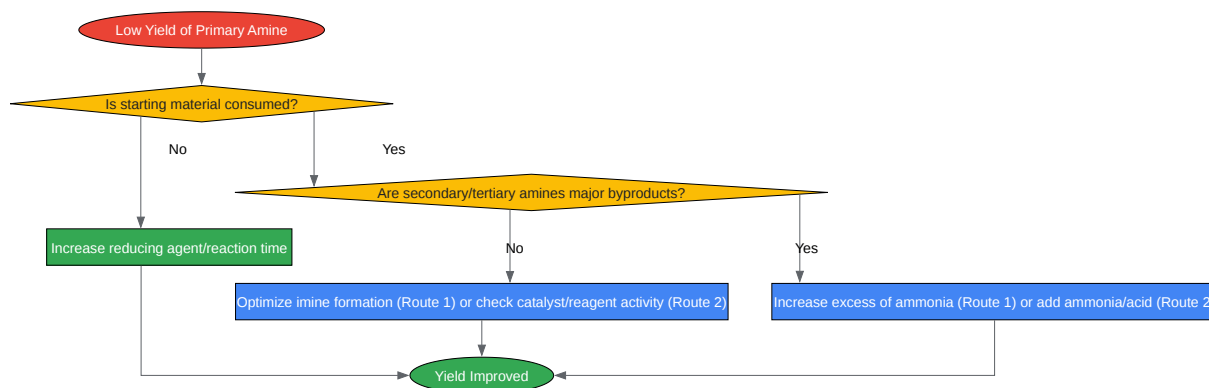 Low Yield of Primary Amine
Is starting material consumed?
No
Yes
Are secondary/tertiary amines major byproducts?
Increase reducing agent/reaction time
No
Yes
Optimize imine formation (Route 1) or check catalyst/reagent activity (Route 2)
Increase excess of ammonia (Route 1) or add ammonia/acid (Route 2
Yield Improved